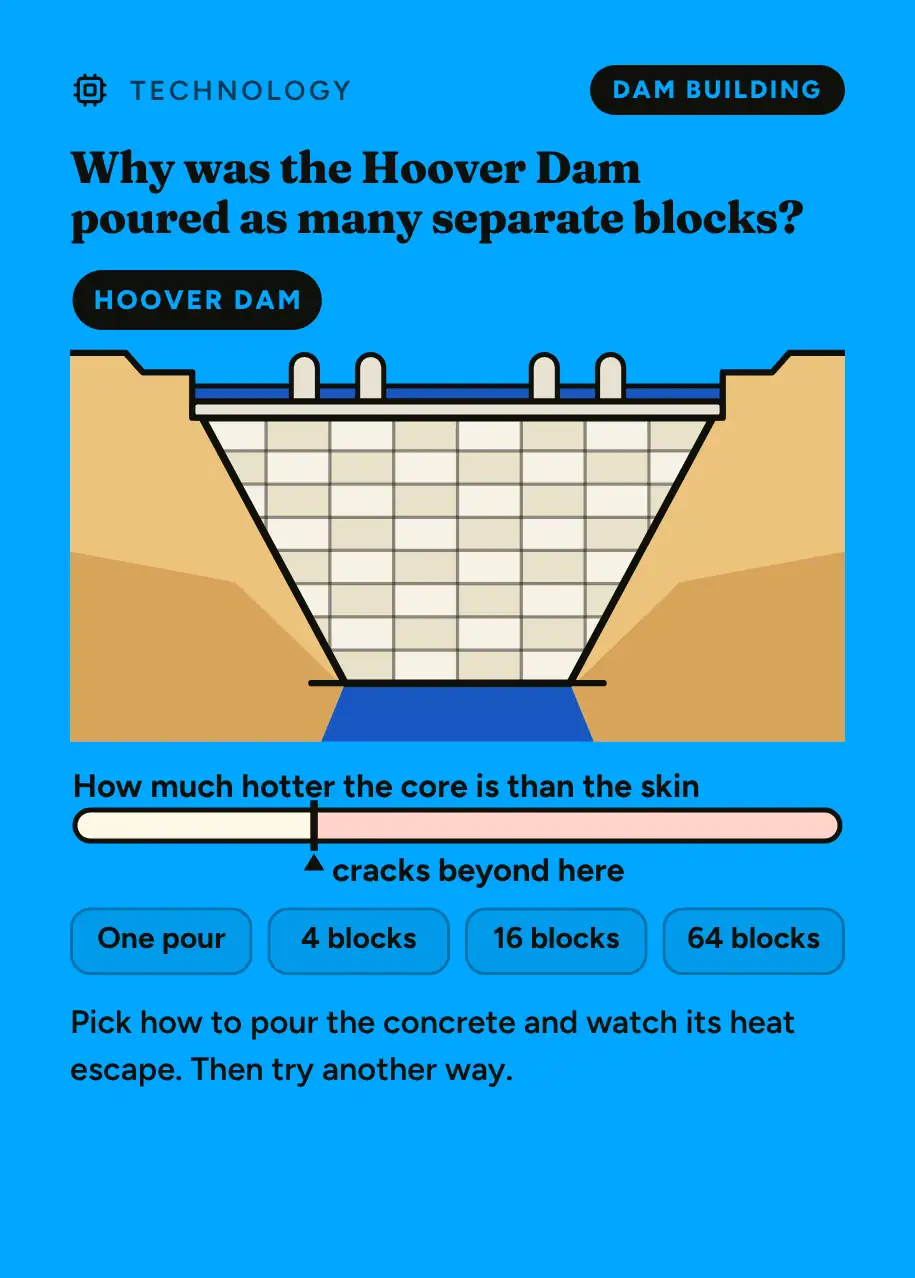 TECHNOLOGY
DAM BUILDING
Why was the Hoover Dam
poured as many separate blocks?
HOOVER DAM
How much hotter the core is than the skin
cracks beyond here
One pour
4 blocks
16 blocks
64 blocks
Pick how to pour the concrete and watch its heat
escape. Then try another way.